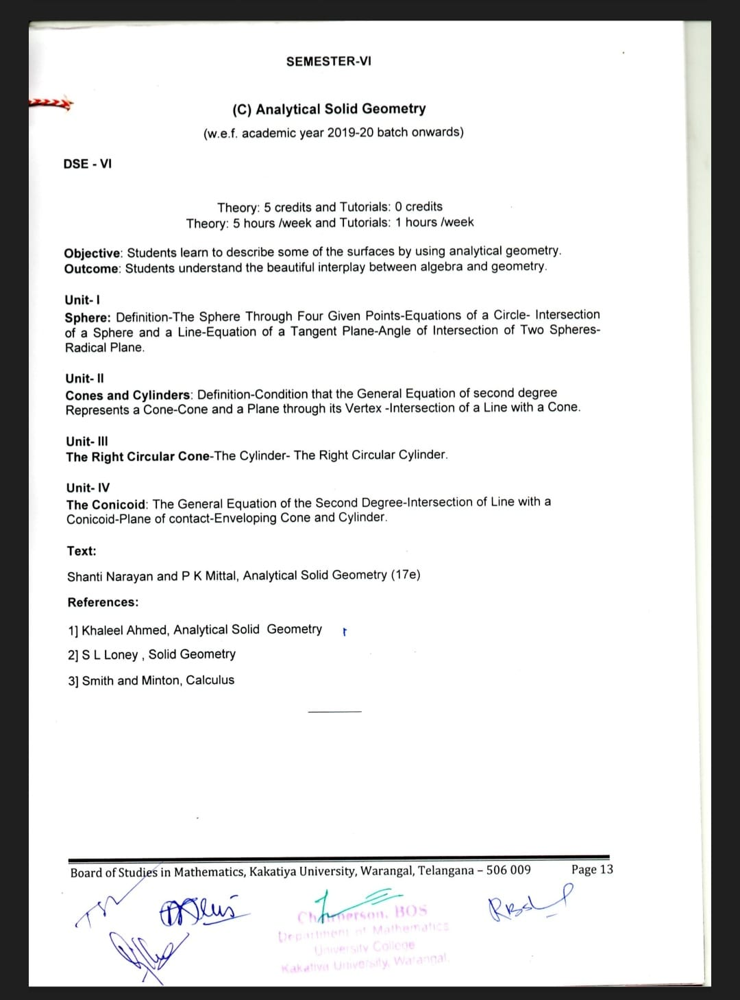 SEMESTER-VI
(C) Analytical Solid Geometry
(w.e.f. academic year 2019-20 batch onwards)
DSE - VI
Theory: 5 credits and Tutorials: 0 credits
Theory: 5 hours /week and Tutorials: 1 hours /week
Objective: Students learn to describe some of the surfaces by using analytical geometry.
Outcome: Students understand the beautiful interplay between algebra and geometry.
Unit- I
Sphere: Definition-The Sphere Through Four Given Points-Equations of a Circle- Intersection
of a Sphere and a Line-Equation of a Tangent Plane-Angle of Intersection of Two Spheres-
Radical Plane.
Unit- II
Cones and Cylinders: Definition-Condition that the General Equation of second degree
Represents a Cone-Cone and a Plane through its Vertex -Intersection of a Line with a Cone.
Unit- III
The Right Circular Cone-The Cylinder- The Right Circular Cylinder.
Unit- IV
The Conicoid: The General Equation of the Second Degree-Intersection of Line with a
Conicoid-Plane of contact-Enveloping Cone and Cylinder.
Text:
Shanti Narayan and P K Mittal, Analytical Solid Geometry (17e)
References:
1] Khaleel Ahmed, Analytical Solid Geometry
2] S L Loney , Solid Geometry
3] Smith and Minton, Calculus
Board of Studies in Mathematics, Kakatiya University, Warangal, Telangana – 506 009 Page 13
Chairperson, BOS
Department of Mathematics
University College
Kakatiya University, Warangal.